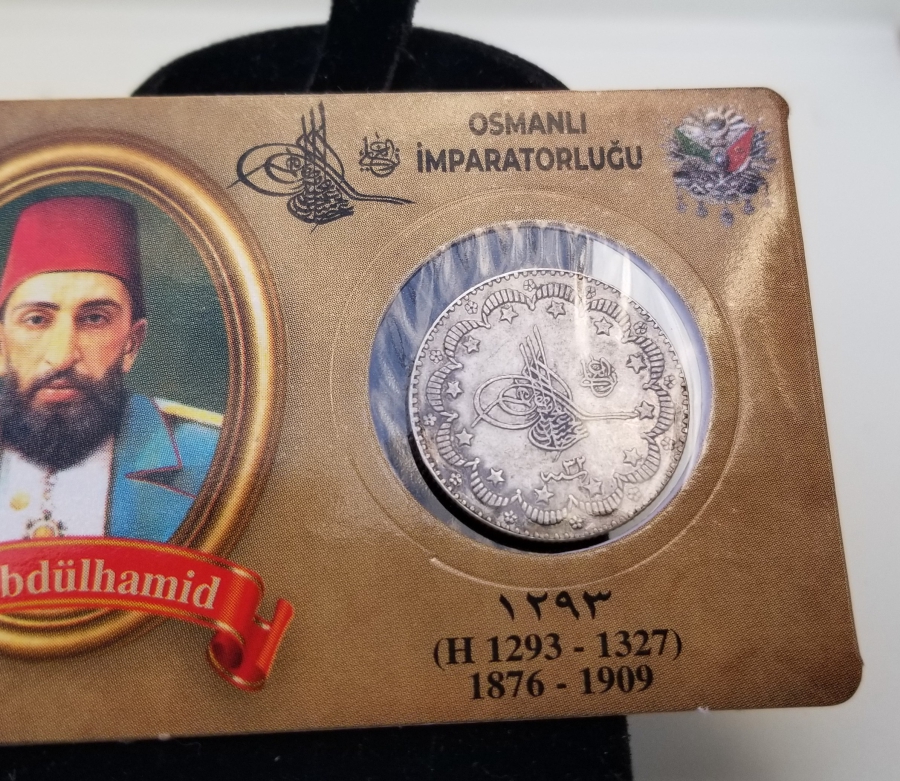 OSMANLI
İMPARATORLUĞU
bdülhamid
١٢٩٣
(H 1293 - 1327)
1876 - 1909